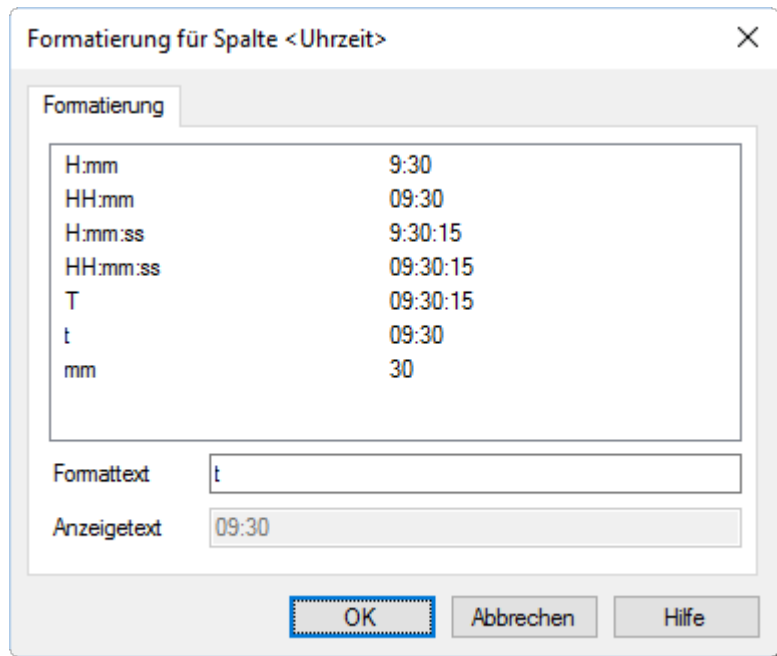 Formatierung für Spalte <Uhrzeit>
Formatierung
H:mm 9:30
HH:mm 09:30
H:mm:ss 9:30:15
HH:mm:ss 09:30:15
T 09:30:15
t 09:30
mm 30
Formattext t
Anzeigetext 09:30
OK Abbrechen Hilfe